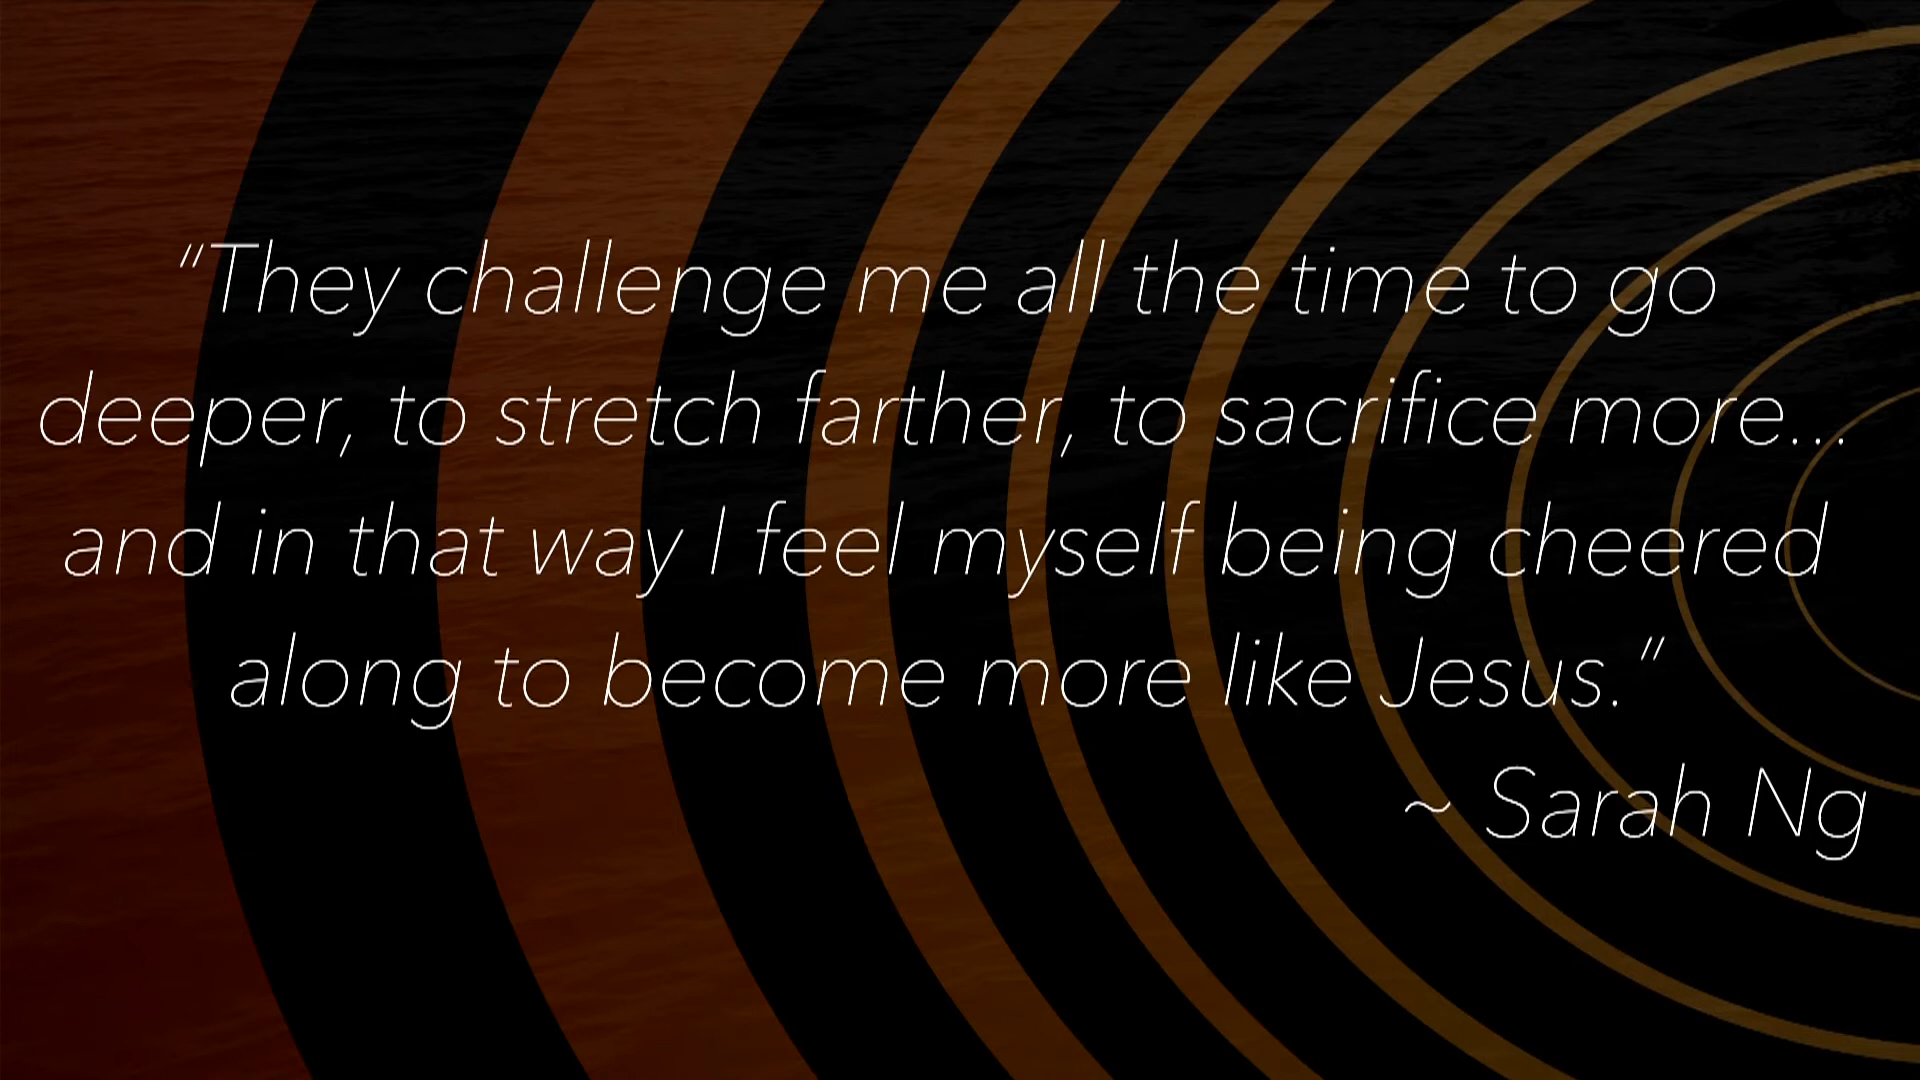 "They challenge me all the time to go
deeper, to stretch farther, to sacrifice more...
and in that way I feel myself being cheered
along to become more like Jesus."
~ Sarah Ng